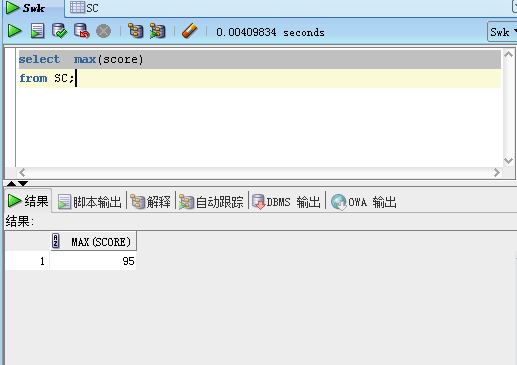 Swk
SC
0.00409834 seconds
Swk
select max(score)
from SC;
结果
脚本输出
解释
自动跟踪
DBMS 输出
OWA 输出
结果:
MAX(SCORE)
1 95